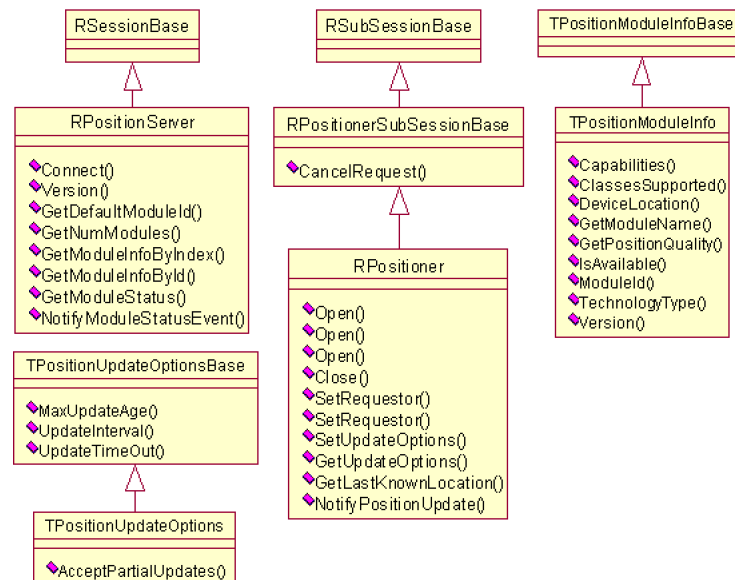 RSessionBase
RPositionServer
Connect()
Version()
GetDefaultModuleId()
GetNumModules()
GetModuleInfoByIndex()
GetModuleInfoById()
GetModuleStatus()
NotifyModuleStatusEvent()
RSubSessionBase
RPositionerSubSessionBase
CancelRequest()
RPositioner
Open()
Open()
Open()
Close()
SetRequestor()
SetRequestor()
SetUpdateOptions()
GetUpdateOptions()
GetLastKnownLocation()
NotifyPositionUpdate()
TPositionModuleInfoBase
TPositionModuleInfo
Capabilities()
ClassesSupported()
DeviceLocation()
GetModuleName()
GetPositionQuality()
IsAvailable()
ModuleId()
TechnologyType()
Version()
TPositionUpdateOptionsBase
MaxUpdateAge()
UpdateInterval()
UpdateTimeOut()
TPositionUpdateOptions
AcceptPartialUpdates()